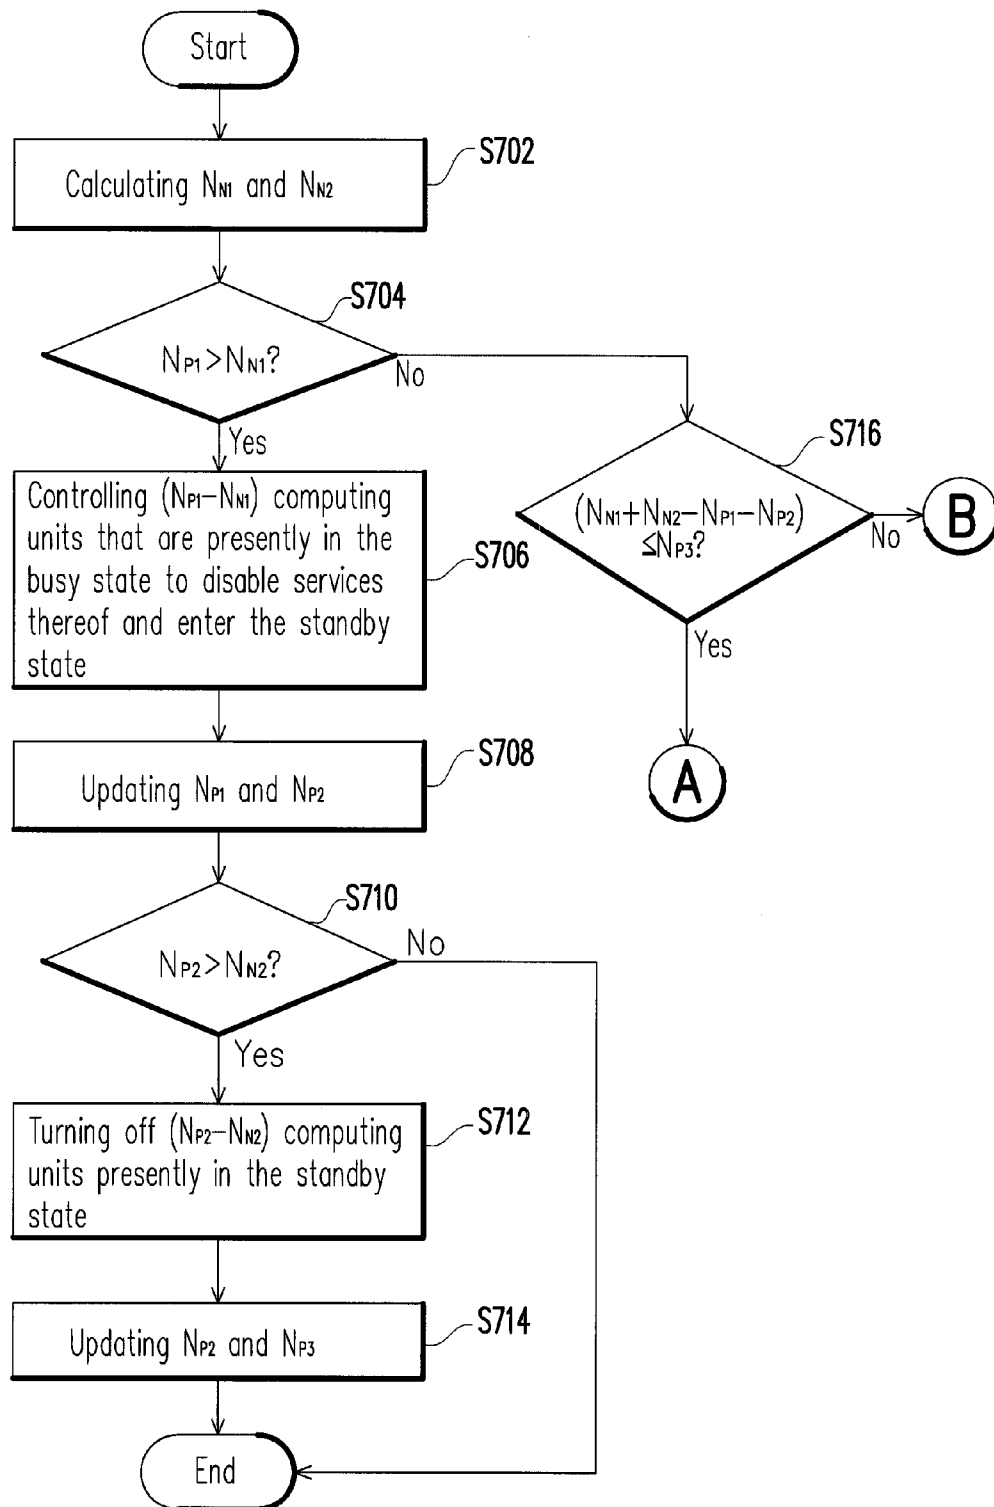 Start
Calculating NN1 and NN2
S702
S704
NP1>NN1?
No
Yes
Controlling (NP1-NN1) computing
units that are presently in the
busy state to disable services
thereof and enter the standby
state
S706
S716
(NN1+NN2-NP1-NP2)
≤NP3?
No
B
Yes
A
Updating NP1 and NP2
S708
S710
NP2>NN2?
No
Yes
Turning off (NP2-NN2) computing
units presently in the standby
state
S712
Updating NP2 and NP3
S714
End